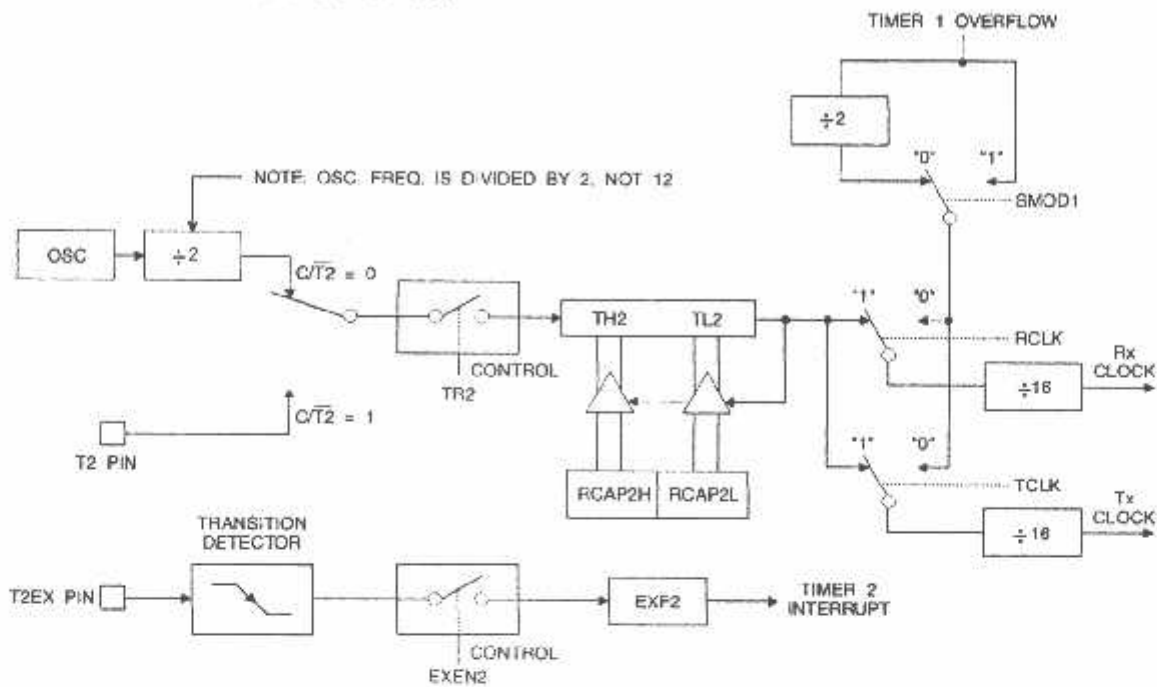 TIMER 1 OVERFLOW
÷2
"0" "1"
NOTE: OSC. FREQ. IS DIVIDED BY 2, NOT 12
SMOD1
OSC
÷2
C/T̅2̅ = 0
"1" "0"
TH2 TL2
RCLK
CONTROL
TR2
Rx
CLOCK
÷16
C/T̅2̅ = 1
T2 PIN
"1" "0"
RCAP2H RCAP2L
TCLK
TRANSITION
DETECTOR
Tx
CLOCK
÷16
T2EX PIN
EXF2
TIMER 2
INTERRUPT
CONTROL
EXEN2